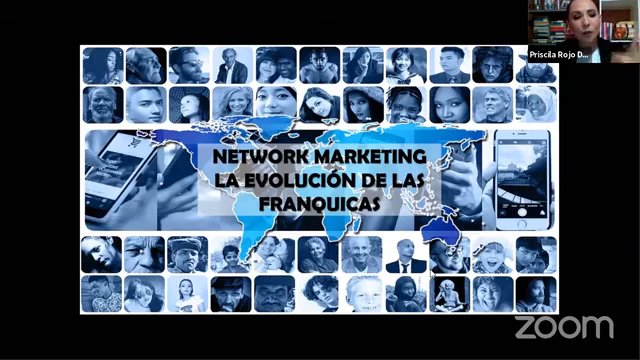 Priscila Rojo D...
NETWORK MARKETING
LA EVOLUCIÓN DE LAS
FRANQUICAS
zoom